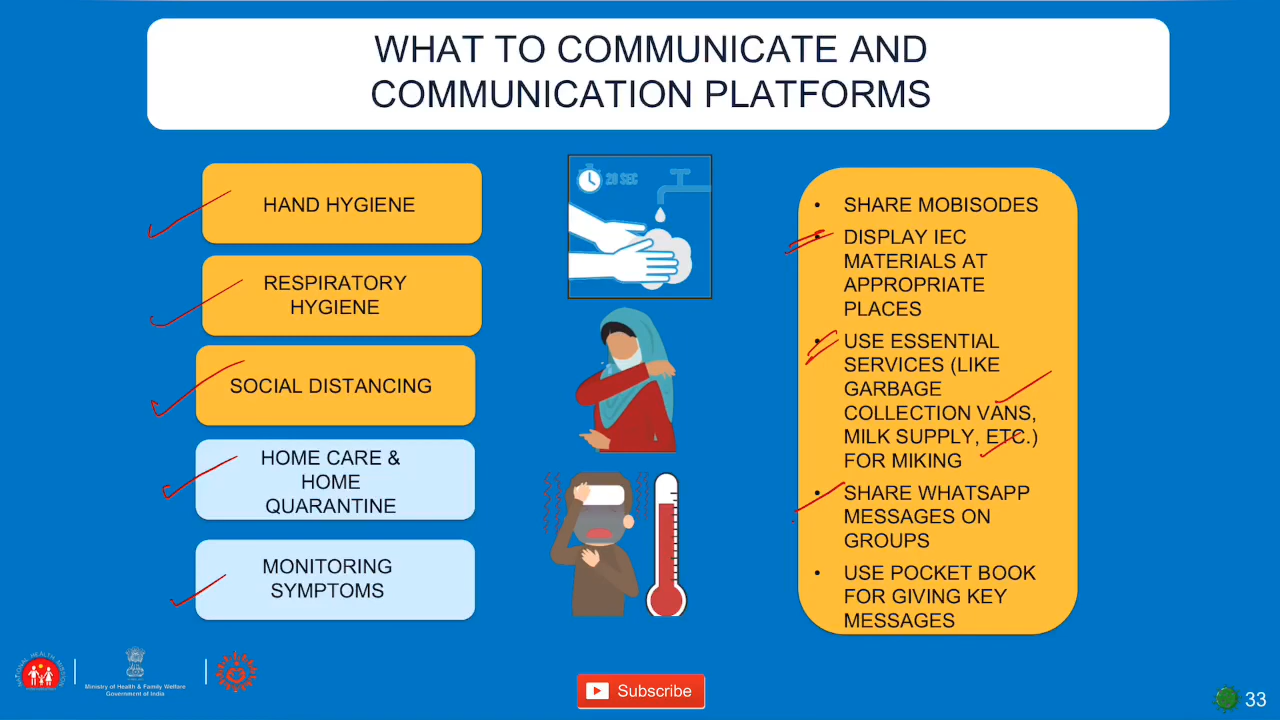 WHAT TO COMMUNICATE AND
COMMUNICATION PLATFORMS
HAND HYGIENE
RESPIRATORY
HYGIENE
SOCIAL DISTANCING
HOME CARE &
HOME
QUARANTINE
MONITORING
SYMPTOMS
20 SEC
• SHARE MOBISODES
• DISPLAY IEC
MATERIALS AT
APPROPRIATE
PLACES
• USE ESSENTIAL
SERVICES (LIKE
GARBAGE
COLLECTION VANS,
MILK SUPPLY, ETC.)
FOR MIKING
• SHARE WHATSAPP
MESSAGES ON
GROUPS
• USE POCKET BOOK
FOR GIVING KEY
MESSAGES
NATIONAL HEALTH MISSION
Ministry of Health & Family Welfare
Government of India
Subscribe
33